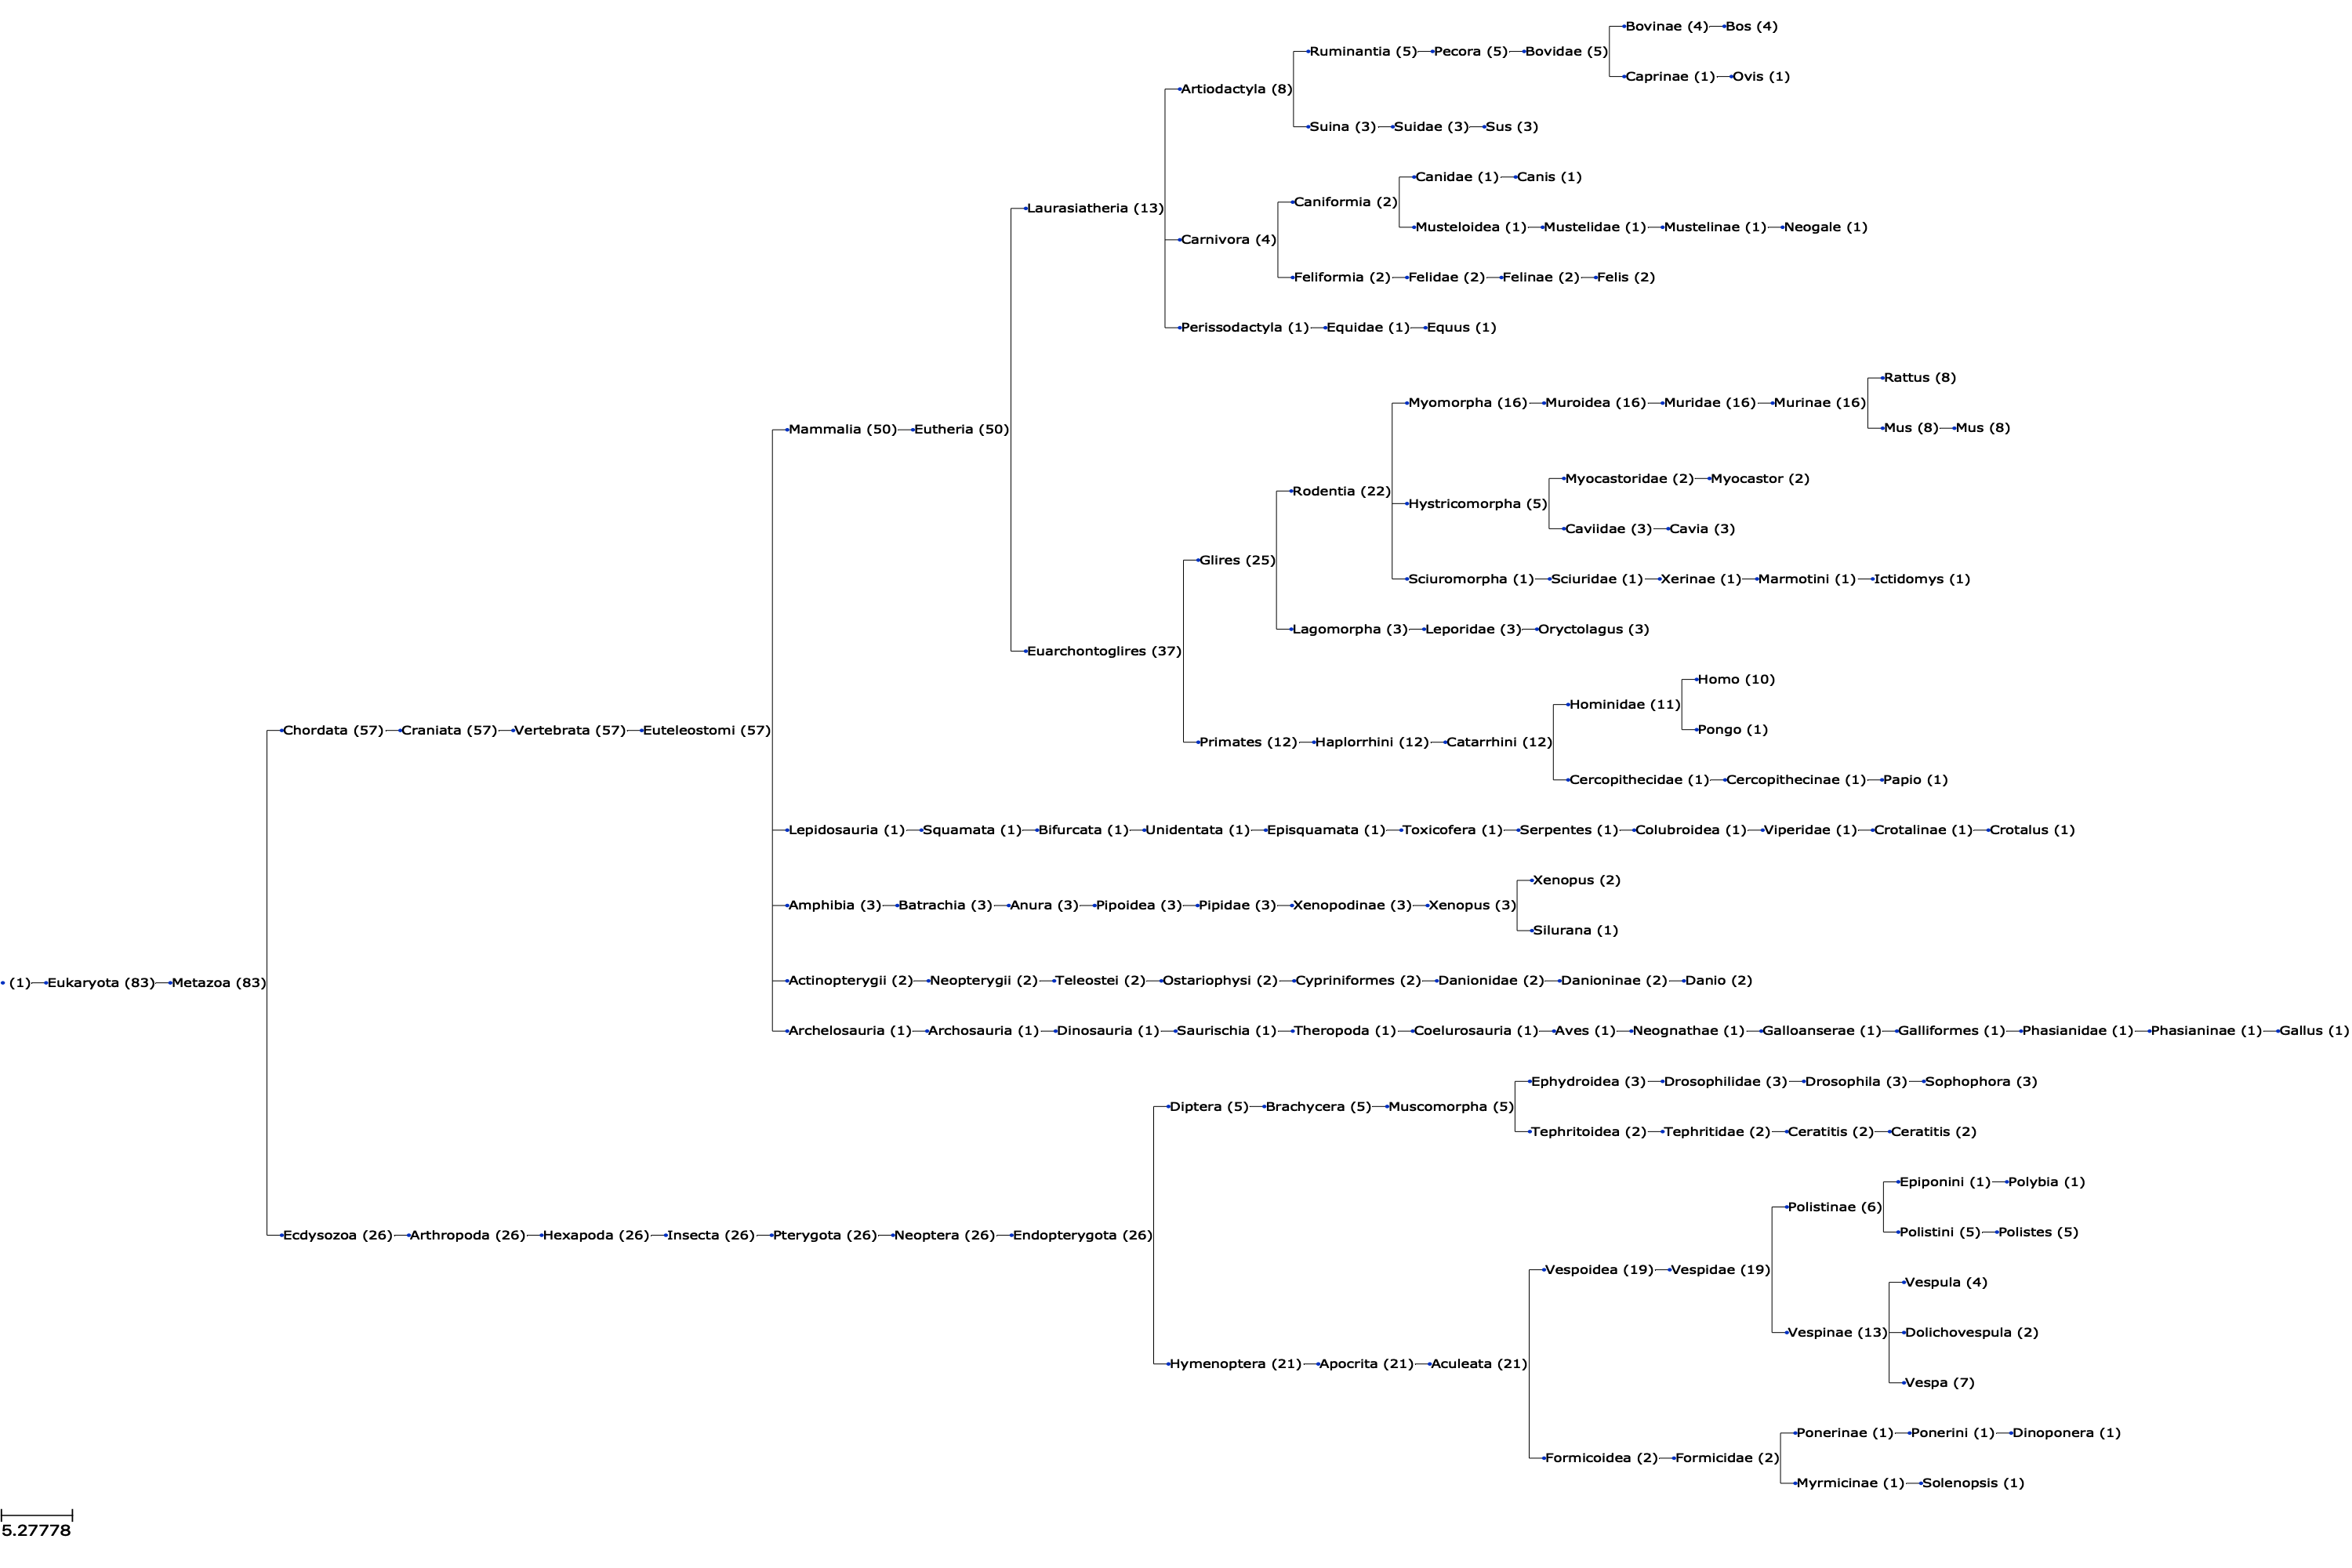 Bovinae (4) Bos (4)
Ruminantia (5) Pecora (5) Bovidae (5)
Caprinae (1) Ovis (1)
Artiodactyla (8)
Suina (3) Suidae (3) Sus (3)
Canidae (1) Canis (1)
Caniformia (2)
Laurasiatheria (13)
Musteloidea (1) Mustelidae (1) Mustelinae (1) Neogale (1)
Carnivora (4)
Feliformia (2) Felidae (2) Felinae (2) Felis (2)
Perissodactyla (1) Equidae (1) Equus (1)
Rattus (8)
Myomorpha (16) Muroidea (16) Muridae (16) Murinae (16)
Mammalia (50) Eutheria (50)
Mus (8) Mus (8)
Myocastoridae (2) Myocastor (2)
Rodentia (22)
Hystricomorpha (5)
Caviidae (3) Cavia (3)
Glires (25)
Sciuromorpha (1) Sciuridae (1) Xerinae (1) Marmotini (1) Ictidomys (1)
Lagomorpha (3) Leporidae (3) Oryctolagus (3)
Euarchontoglires (37)
Homo (10)
Hominidae (11)
Chordata (57) Craniata (57) Vertebrata (57) Euteleostomi (57)
Pongo (1)
Primates (12) Haplorrhini (12) Catarrhini (12)
Cercopithecidae (1) Cercopithecinae (1) Papio (1)
Lepidosauria (1) Squamata (1) Bifurcata (1) Unidentata (1) Episquamata (1) Toxicofera (1) Serpentes (1) Colubroidea (1) Viperidae (1) Crotalinae (1) Crotalus (1)
Xenopus (2)
Amphibia (3) Batrachia (3) Anura (3) Pipoidea (3) Pipidae (3) Xenopodinae (3) Xenopus (3)
Silurana (1)
(1) Eukaryota (83) Metazoa (83)
Actinopterygii (2) Neopterygii (2) Teleostei (2) Ostariophysi (2) Cypriniformes (2) Danionidae (2) Danioninae (2) Danio (2)
Archelosauria (1) Archosauria (1) Dinosauria (1) Saurischia (1) Theropoda (1) Coelurosauria (1) Aves (1) Neognathae (1) Galloanserae (1) Galliformes (1) Phasianidae (1) Phasianinae (1) Gallus (1)
Ephydroidea (3) Drosophilidae (3) Drosophila (3) Sophophora (3)
Diptera (5) Brachycera (5) Muscomorpha (5)
Tephritoidea (2) Tephritidae (2) Ceratitis (2) Ceratitis (2)
Epiponini (1) Polybia (1)
Polistinae (6)
Polistini (5) Polistes (5)
Ecdysozoa (26) Arthropoda (26) Hexapoda (26) Insecta (26) Pterygota (26) Neoptera (26) Endopterygota (26)
Vespoidea (19) Vespidae (19)
Vespula (4)
Vespinae (13) Dolichovespula (2)
Hymenoptera (21) Apocrita (21) Aculeata (21)
Vespa (7)
Ponerinae (1) Ponerini (1) Dinoponera (1)
Formicoidea (2) Formicidae (2)
Myrmicinae (1) Solenopsis (1)
5.27778